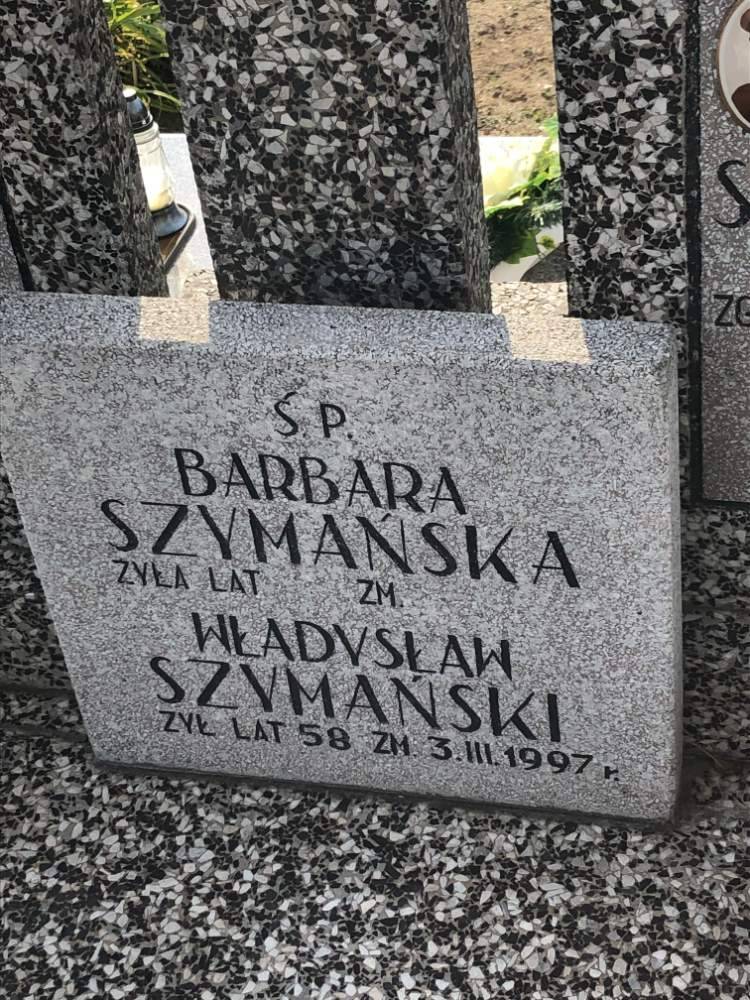 Ś. P.
BARBARA
SZYMAŃSKA
ŻYŁA LAT ZM.
WŁADYSŁAW
SZYMAŃSKI
ŻYŁ LAT 58 ZM. 3.III.1997 r.